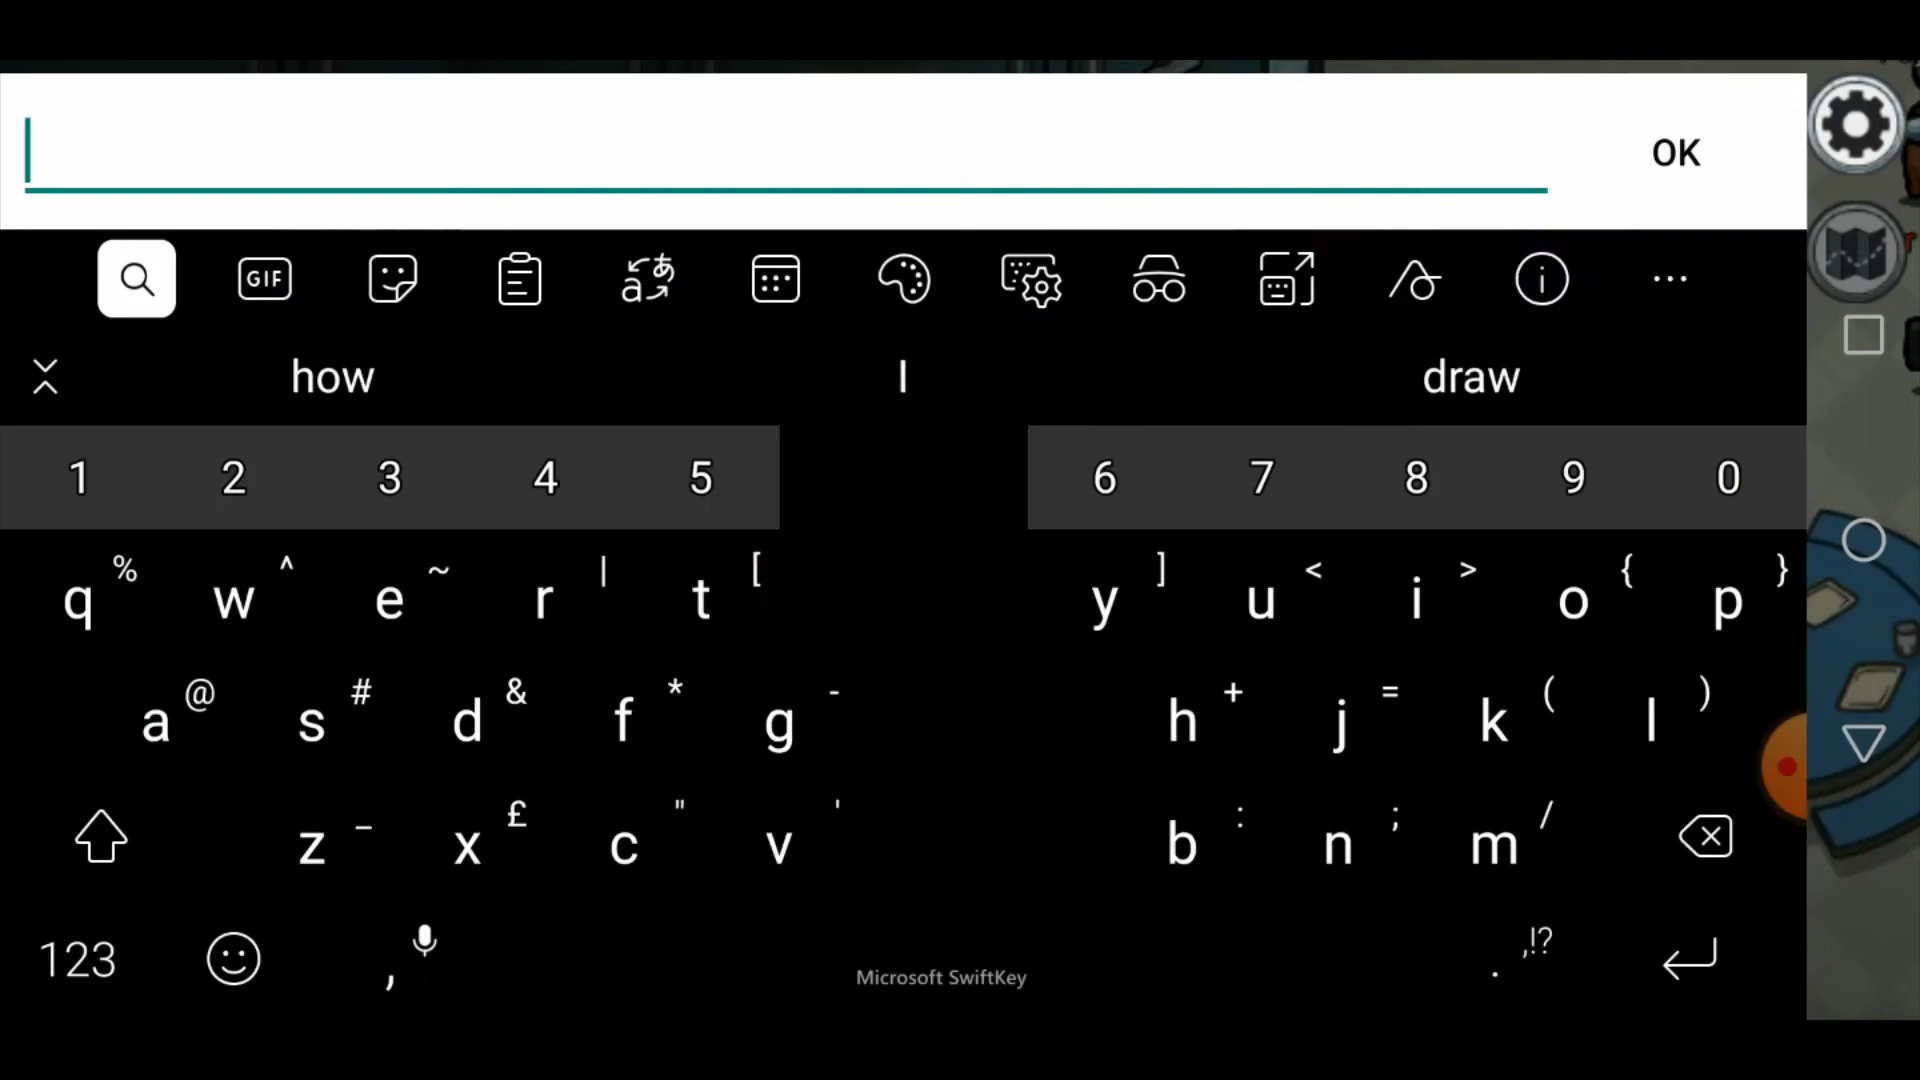 OK
GIF
how I draw
1 2 3 4 5 6 7 8 9 0
q % w ^ e ~ r | t [ y ] u < i > o { p }
a @ s # d & f * g - h + j = k ( l )
z _ x £ c " v ' b : n ; m /
123 , Microsoft SwiftKey . ,!?